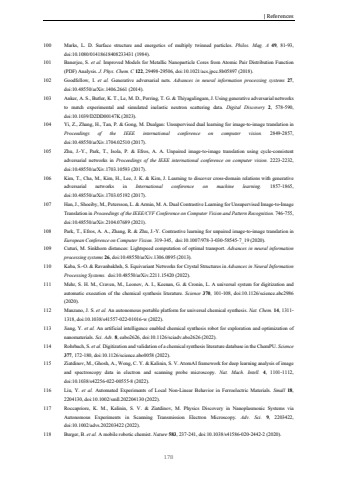 | References
100 Marks, L. D. Surface structure and energetics of multiply twinned particles. Philos. Mag. A 49, 81-93,
doi:10.1080/01418618408233431 (1984).
101 Banerjee, S. et al. Improved Models for Metallic Nanoparticle Cores from Atomic Pair Distribution Function
(PDF) Analysis. J. Phys. Chem. C 122, 29498-29506, doi:10.1021/acs.jpcc.8b05897 (2018).
102 Goodfellow, I. et al. Generative adversarial nets. Advances in neural information processing systems 27,
doi:10.48550/arXiv.1406.2661 (2014).
103 Anker, A. S., Butler, K. T., Le, M. D., Perring, T. G. & Thiyagalingam, J. Using generative adversarial networks
to match experimental and simulated inelastic neutron scattering data. Digital Discovery 2, 578-590,
doi:10.1039/D2DD00147K (2023).
104 Yi, Z., Zhang, H., Tan, P. & Gong, M. Dualgan: Unsupervised dual learning for image-to-image translation in
Proceedings of the IEEE international conference on computer vision. 2849-2857,
doi:10.48550/arXiv.1704.02510 (2017).
105 Zhu, J.-Y., Park, T., Isola, P. & Efros, A. A. Unpaired image-to-image translation using cycle-consistent
adversarial networks in Proceedings of the IEEE international conference on computer vision. 2223-2232,
doi:10.48550/arXiv.1703.10593 (2017).
106 Kim, T., Cha, M., Kim, H., Lee, J. K. & Kim, J. Learning to discover cross-domain relations with generative
adversarial networks in International conference on machine learning. 1857-1865,
doi:10.48550/arXiv.1703.05192 (2017).
107 Han, J., Shoeiby, M., Petersson, L. & Armin, M. A. Dual Contrastive Learning for Unsupervised Image-to-Image
Translation in Proceedings of the IEEE/CVF Conference on Computer Vision and Pattern Recognition. 746-755,
doi:10.48550/arXiv.2104.07689 (2021).
108 Park, T., Efros, A. A., Zhang, R. & Zhu, J.-Y. Contrastive learning for unpaired image-to-image translation in
European Conference on Computer Vision. 319-345, doi:10.1007/978-3-030-58545-7_19 (2020).
109 Cuturi, M. Sinkhorn distances: Lightspeed computation of optimal transport. Advances in neural information
processing systems 26, doi:10.48550/arXiv.1306.0895 (2013).
110 Kaba, S.-O. & Ravanbakhsh, S. Equivariant Networks for Crystal Structures in Advances in Neural Information
Processing Systems. doi:10.48550/arXiv.2211.15420 (2022).
111 Mehr, S. H. M., Craven, M., Leonov, A. I., Keenan, G. & Cronin, L. A universal system for digitization and
automatic execution of the chemical synthesis literature. Science 370, 101-108, doi:10.1126/science.abc2986
(2020).
112 Manzano, J. S. et al. An autonomous portable platform for universal chemical synthesis. Nat. Chem. 14, 1311-
1318, doi:10.1038/s41557-022-01016-w (2022).
113 Jiang, Y. et al. An artificial intelligence enabled chemical synthesis robot for exploration and optimization of
nanomaterials. Sci. Adv. 8, eabo2626, doi:10.1126/sciadv.abo2626 (2022).
114 Rohrbach, S. et al. Digitization and validation of a chemical synthesis literature database in the ChemPU. Science
377, 172-180, doi:10.1126/science.abo0058 (2022).
115 Ziatdinov, M., Ghosh, A., Wong, C. Y. & Kalinin, S. V. AtomAI framework for deep learning analysis of image
and spectroscopy data in electron and scanning probe microscopy. Nat. Mach. Intell. 4, 1101-1112,
doi:10.1038/s42256-022-00555-8 (2022).
116 Liu, Y. et al. Automated Experiments of Local Non-Linear Behavior in Ferroelectric Materials. Small 18,
2204130, doi:10.1002/smll.202204130 (2022).
117 Roccapriore, K. M., Kalinin, S. V. & Ziatdinov, M. Physics Discovery in Nanoplasmonic Systems via
Autonomous Experiments in Scanning Transmission Electron Microscopy. Adv. Sci. 9, 2203422,
doi:10.1002/advs.202203422 (2022).
118 Burger, B. et al. A mobile robotic chemist. Nature 583, 237-241, doi:10.1038/s41586-020-2442-2 (2020).
178